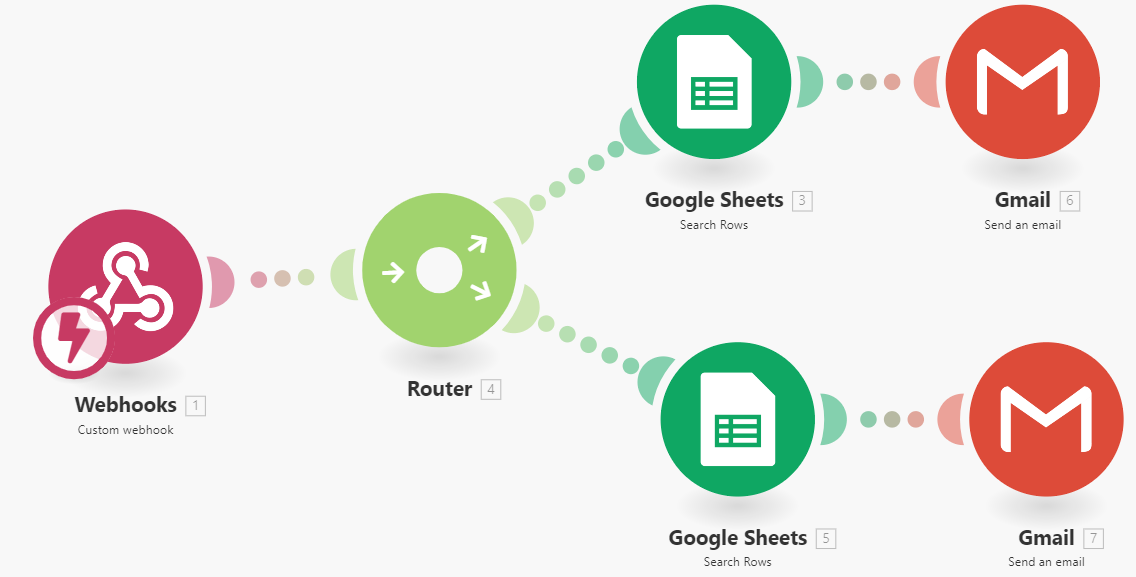 Google Sheets 3
Search Rows
Gmail 6
Send an email
Webhooks 1
Custom webhook
Router 4
Google Sheets 5
Search Rows
Gmail 7
Send an email